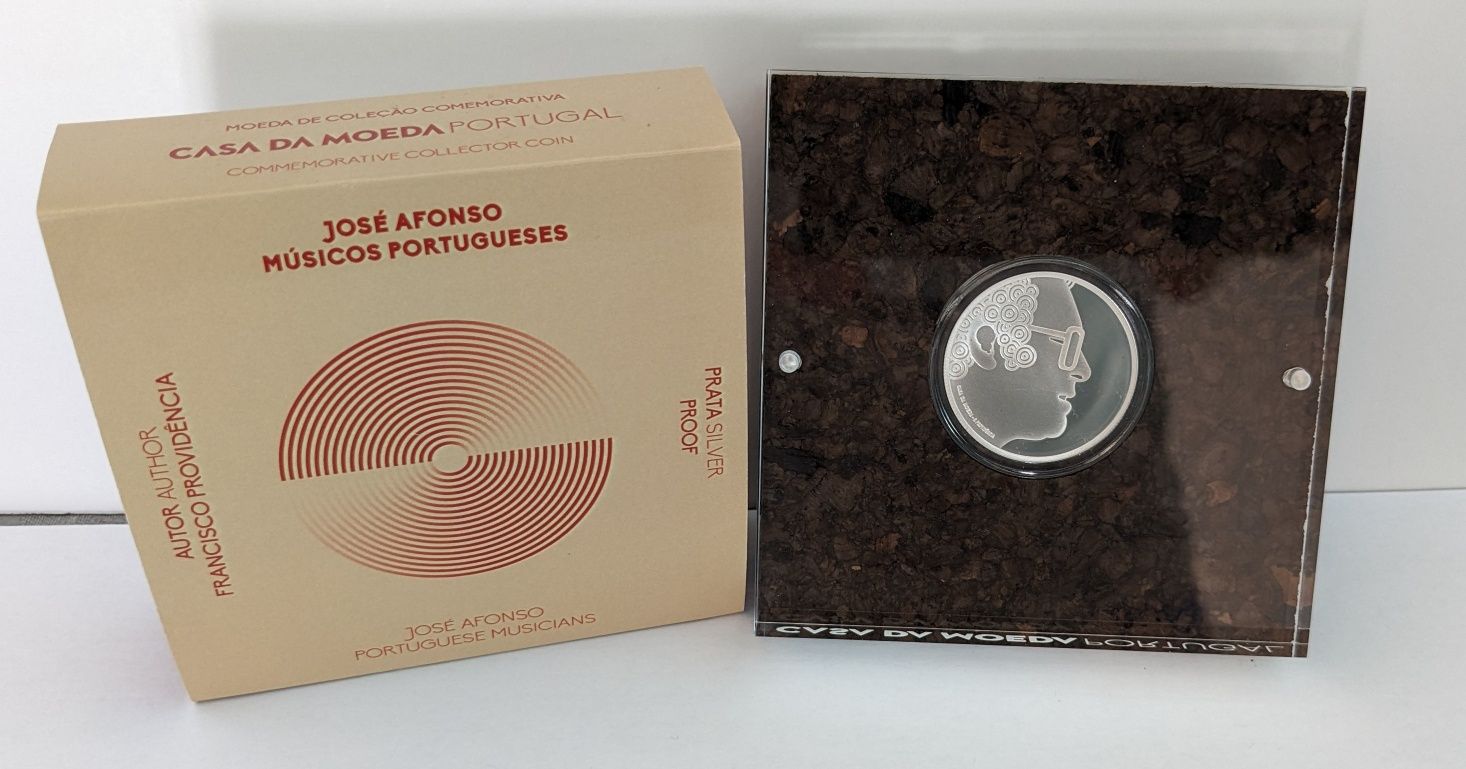 MOEDA DE COLEÇÃO COMEMORATIVA
CASA DA MOEDA PORTUGAL
COMMEMORATIVE COLLECTOR COIN
JOSÉ AFONSO
MÚSICOS PORTUGUESES
AUTOR AUTHOR
FRANCISCO PROVIDÊNCIA
PRATA SILVER
PROOF
JOSÉ AFONSO
PORTUGUESE MUSICIANS
CASA DA MOEDA PORTUGAL